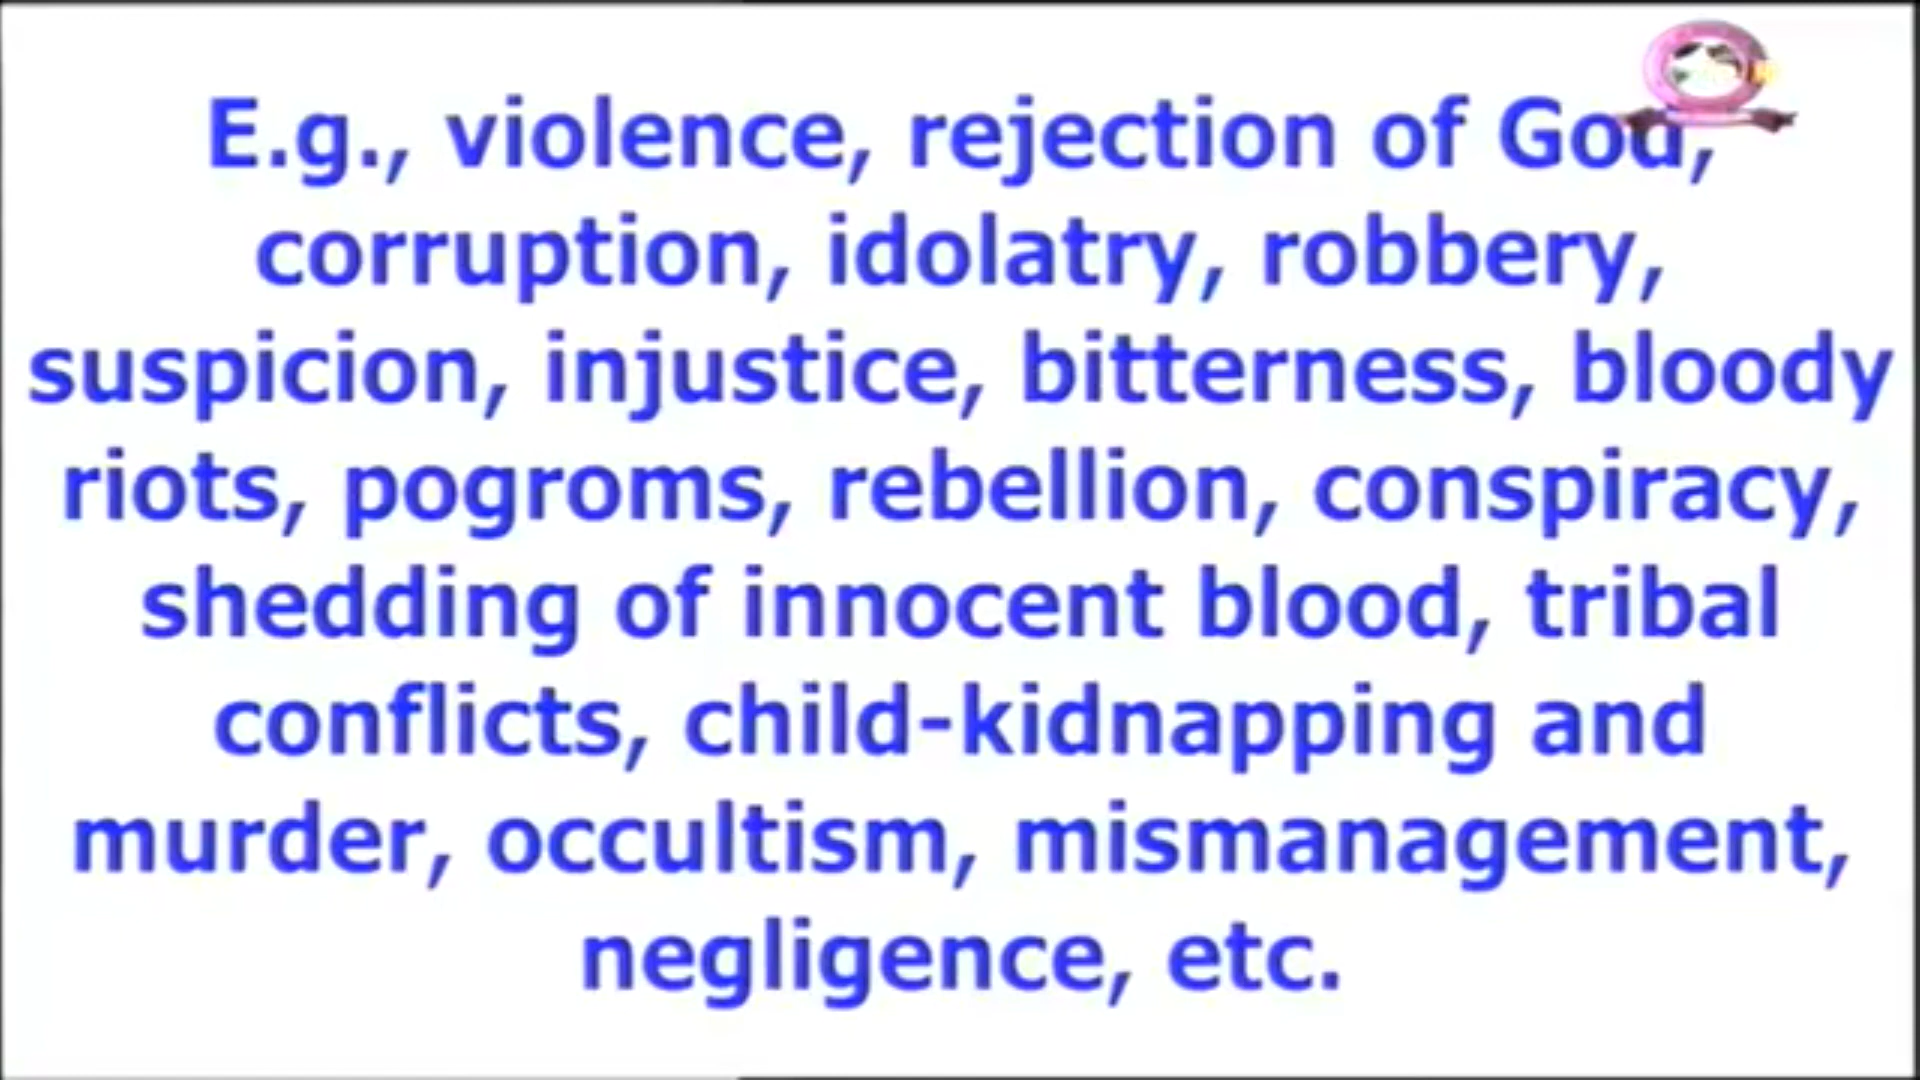 E.g., violence, rejection of God,
corruption, idolatry, robbery,
suspicion, injustice, bitterness, bloody
riots, pogroms, rebellion, conspiracy,
shedding of innocent blood, tribal
conflicts, child-kidnapping and
murder, occultism, mismanagement,
negligence, etc.